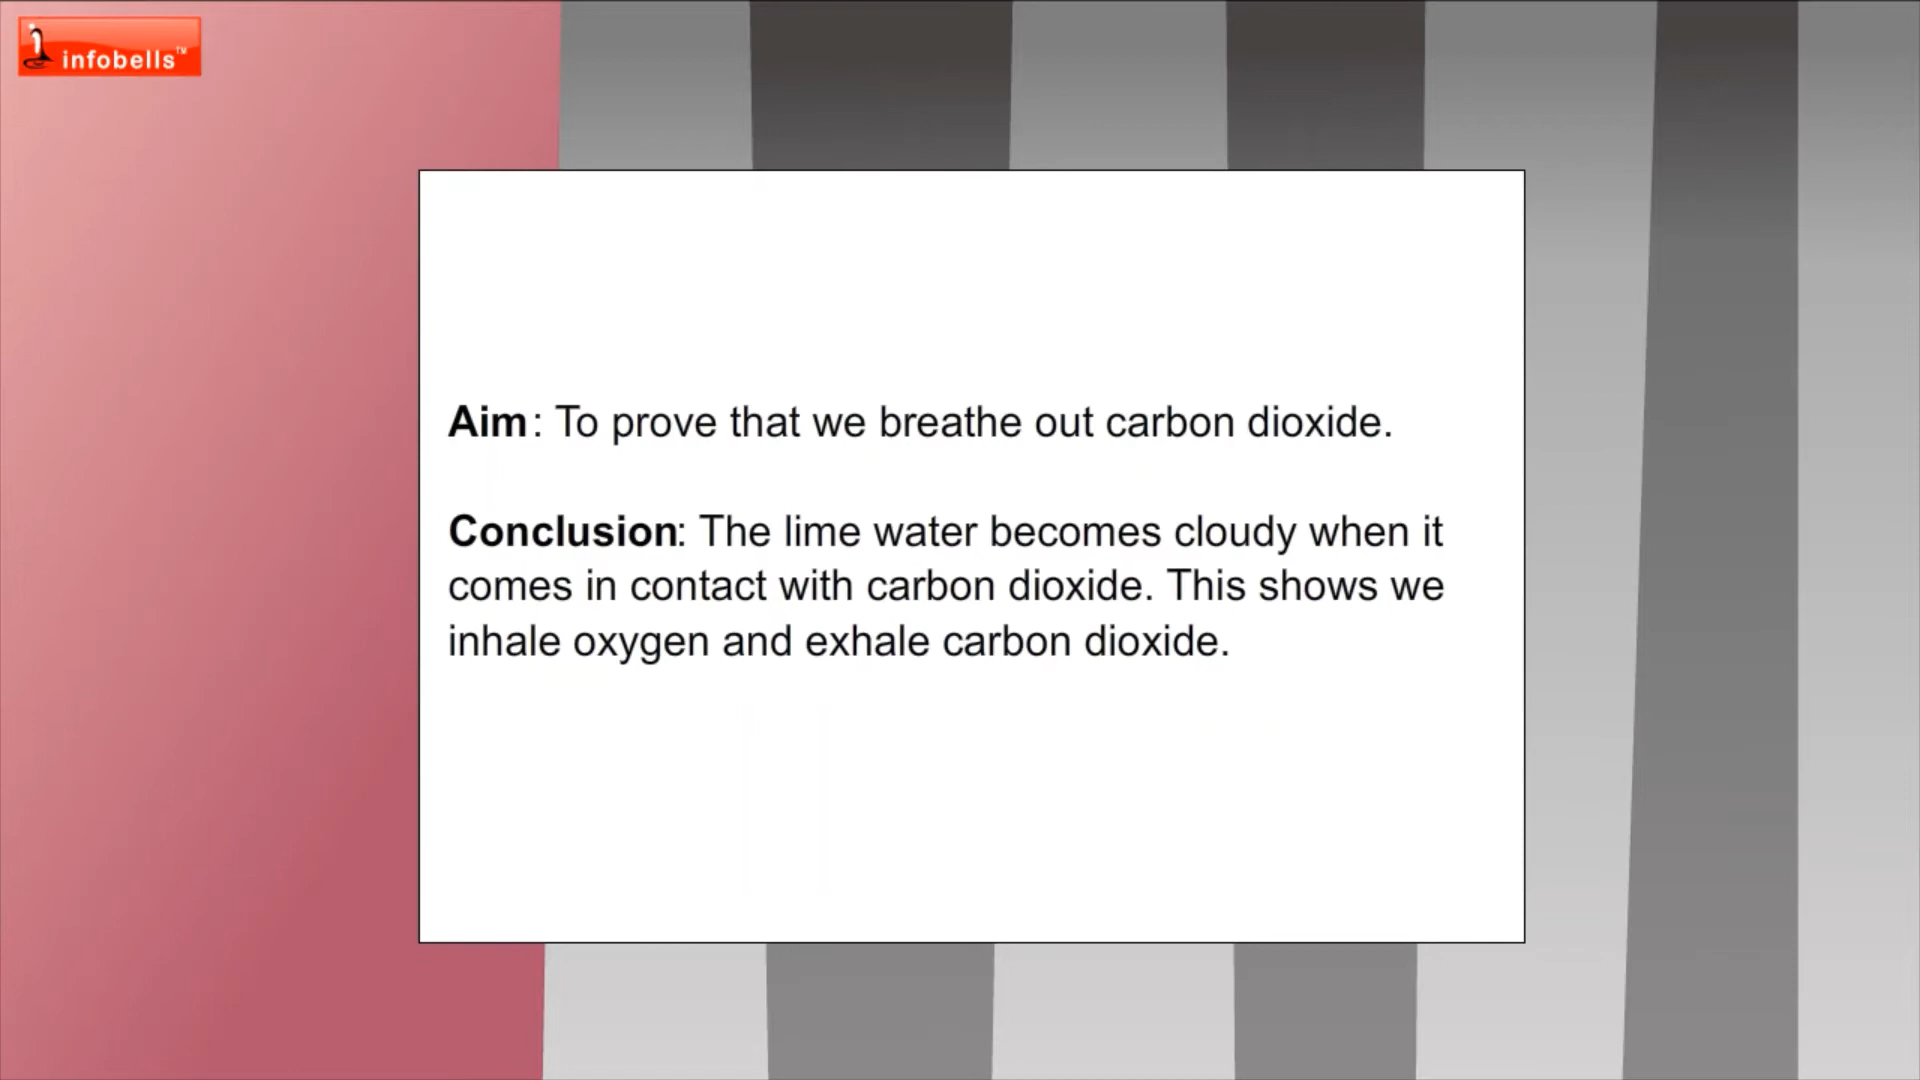 infobells™
Aim: To prove that we breathe out carbon dioxide.
Conclusion: The lime water becomes cloudy when it
comes in contact with carbon dioxide. This shows we
inhale oxygen and exhale carbon dioxide.